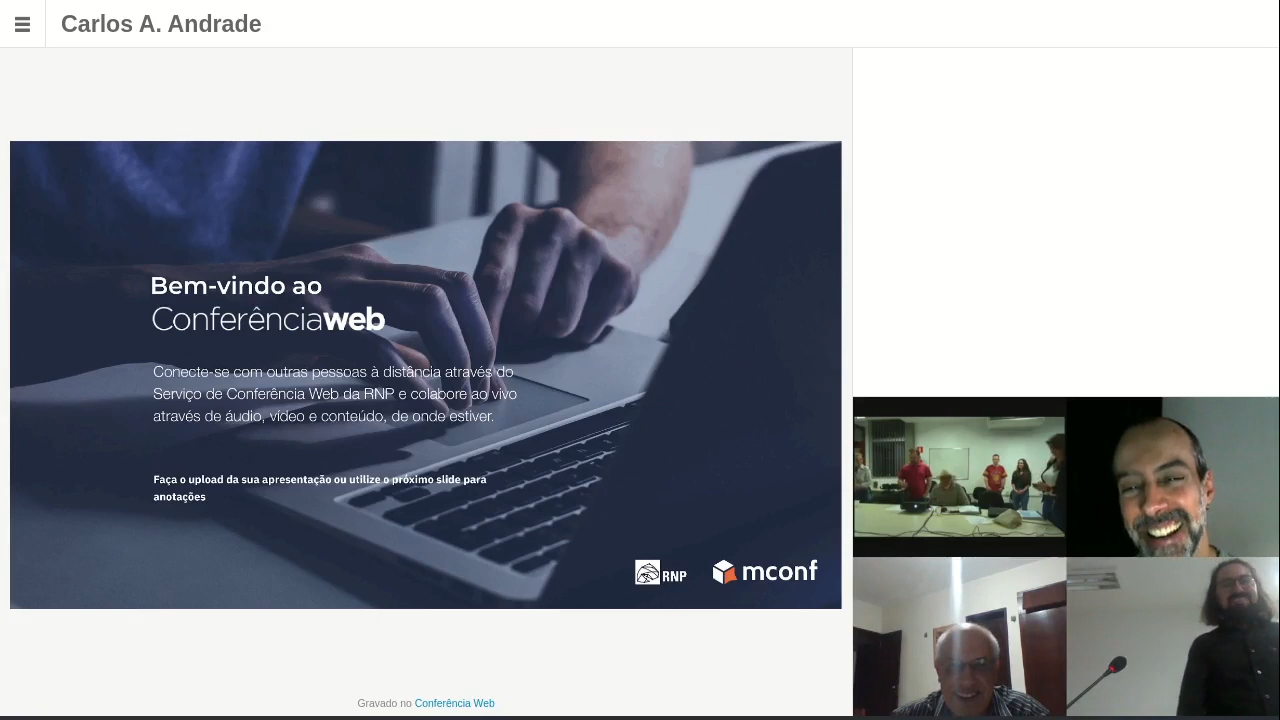 Carlos A. Andrade
Bem-vindo ao
Conferênciaweb
Conecte-se com outras pessoas à distância através do
Serviço de Conferência Web da RNP e colabore ao vivo
através de áudio, vídeo e conteúdo, de onde estiver.
Faça o upload da sua apresentação ou utilize o próximo slide para
anotações
RNP
mconf
Gravado no Conferência Web